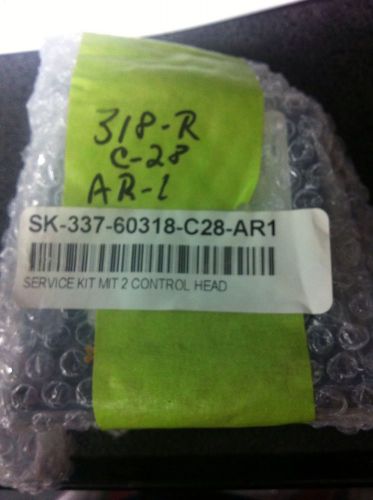 318-R
C-28
AR-1
SK-337-60318-C28-AR1
SERVICE KIT MIT 2 CONTROL HEAD